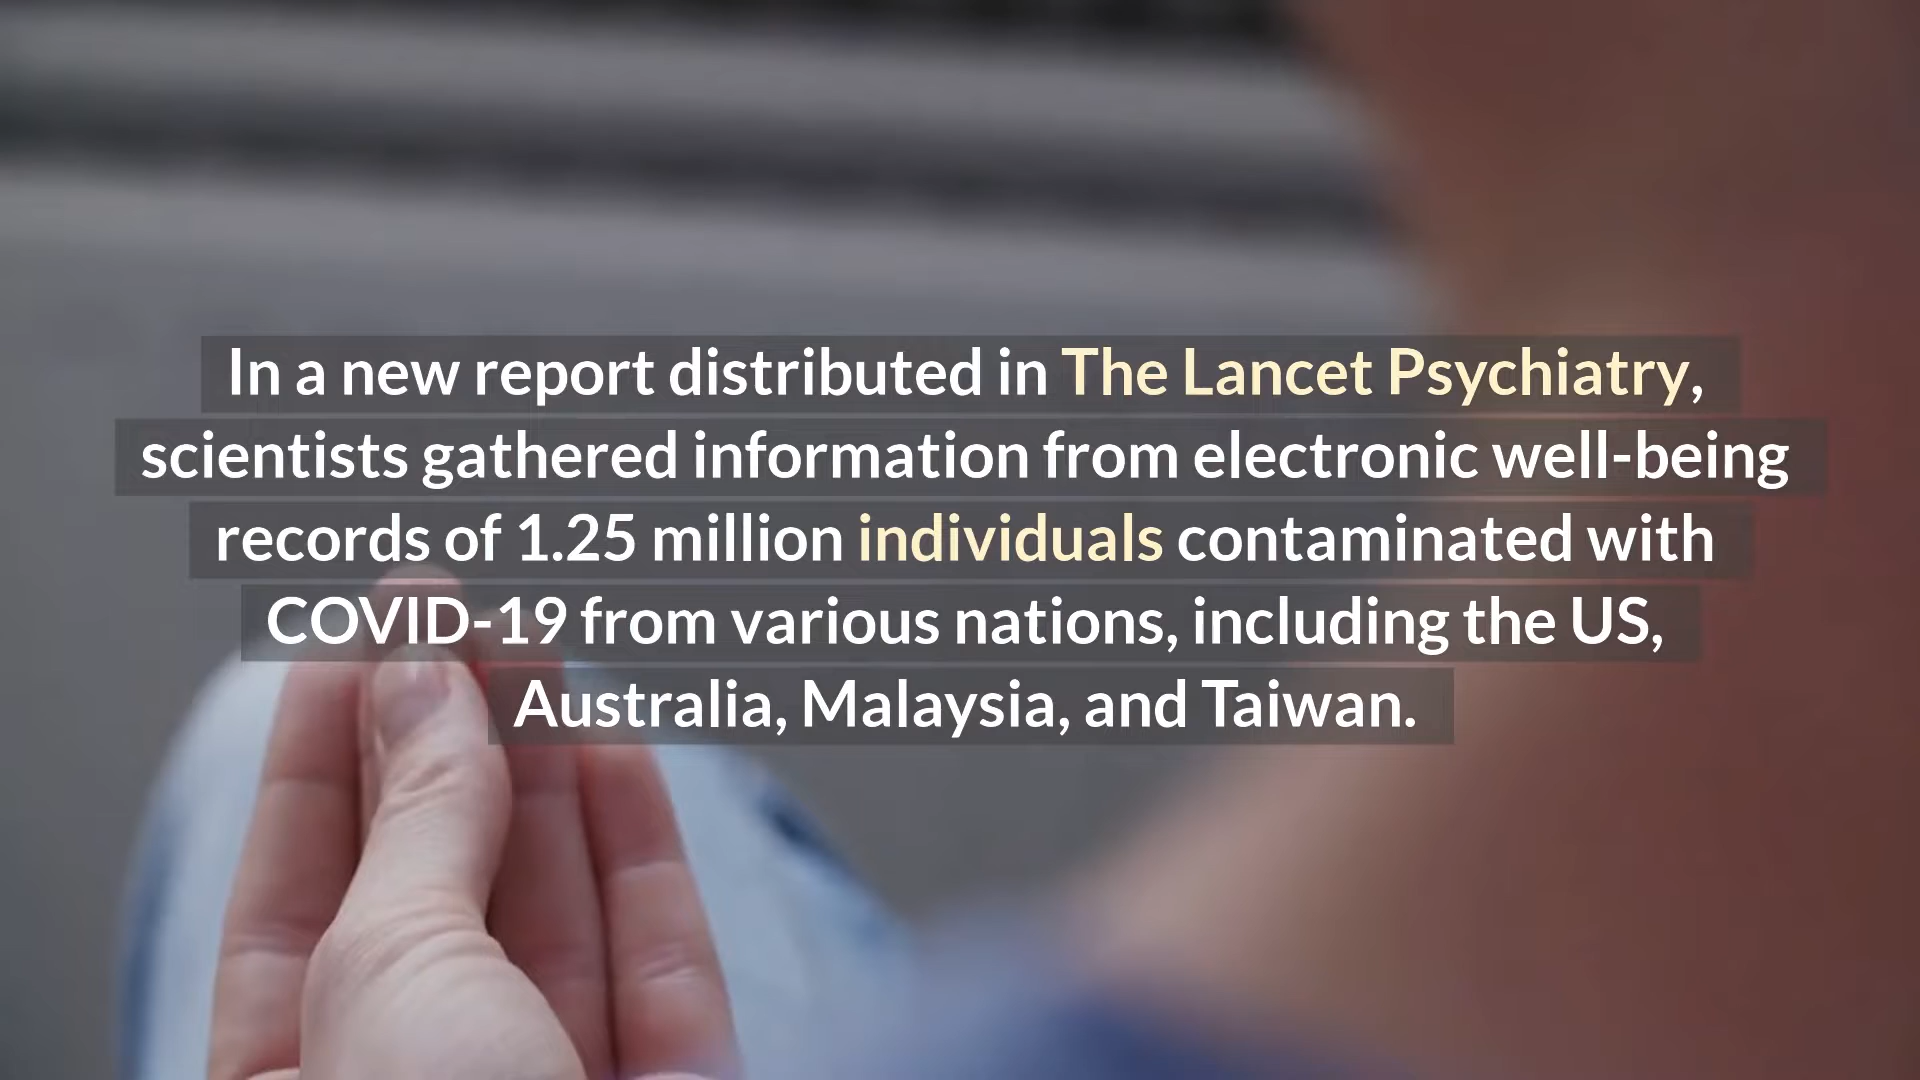 In a new report distributed in The Lancet Psychiatry,
scientists gathered information from electronic well-being
records of 1.25 million individuals contaminated with
COVID-19 from various nations, including the US,
Australia, Malaysia, and Taiwan.